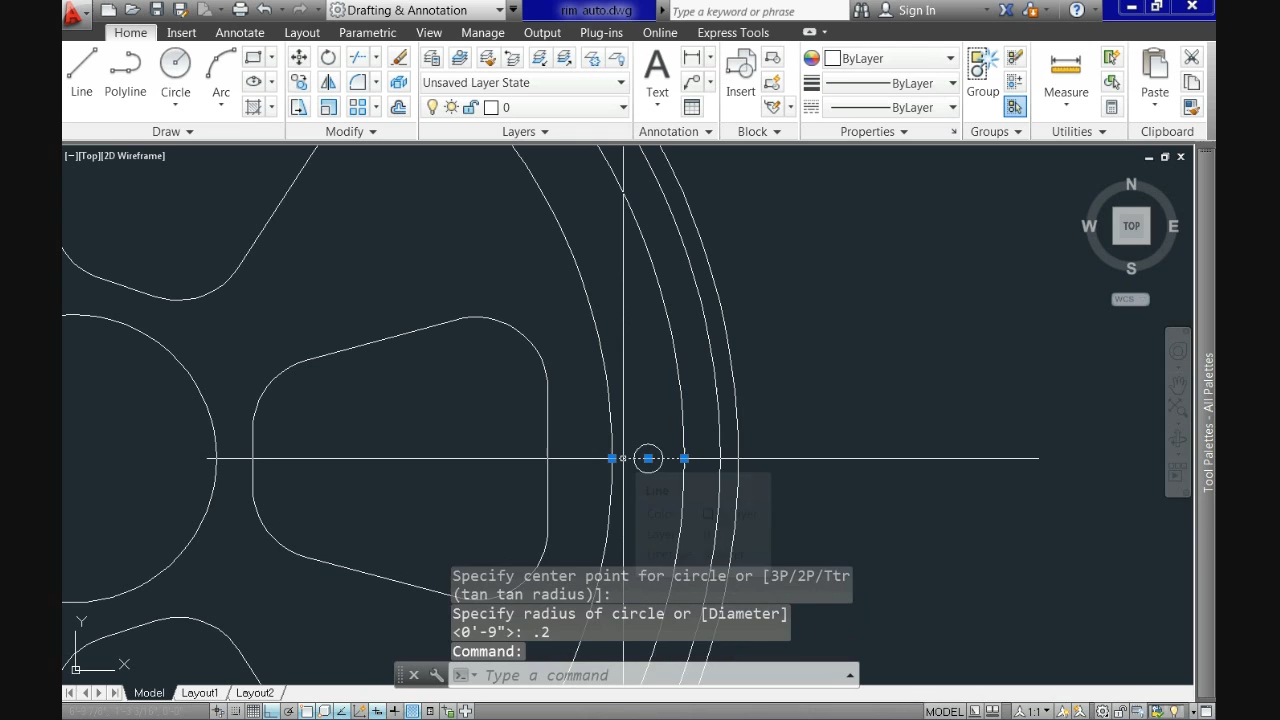 Drafting & Annotation
rim auto.dwg
Type a keyword or phrase
Sign In
Home
Insert
Annotate
Layout
Parametric
View
Manage
Output
Plug-ins
Online
Express Tools
Line
Polyline
Circle
Arc
Draw
Modify
Unsaved Layer State
0
Layers
Text
Annotation
Insert
Block
ByLayer
ByLayer
ByLayer
Properties
Group
Groups
Measure
Utilities
Paste
Clipboard
[−][Top][2D Wireframe]
N
W
TOP
E
S
WCS
Tool Palettes - All Palettes
Line
Specify center point for circle or [3P/2P/Ttr
(tan tan radius)]:
Specify radius of circle or [Diameter]
<0'-9">: .2
Command:
Type a command
Y
X
Model
Layout1
Layout2
MODEL
1:1